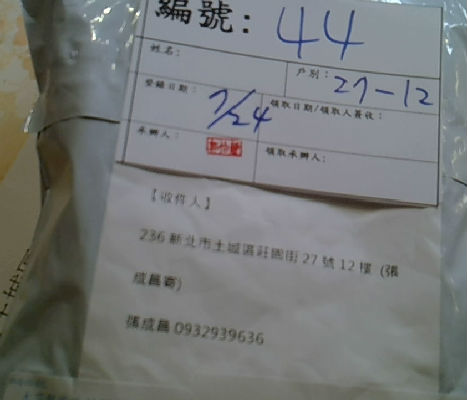 編號: 44
姓名:
戶別: 27-12
登錄日期: 7/24
領取日期/領取人簽收:
承辦人:
領取承辦人:
【收件人】
236 新北市土城區莊園街 27 號 12 樓 (張
成昌寄)
張成昌 0932939636